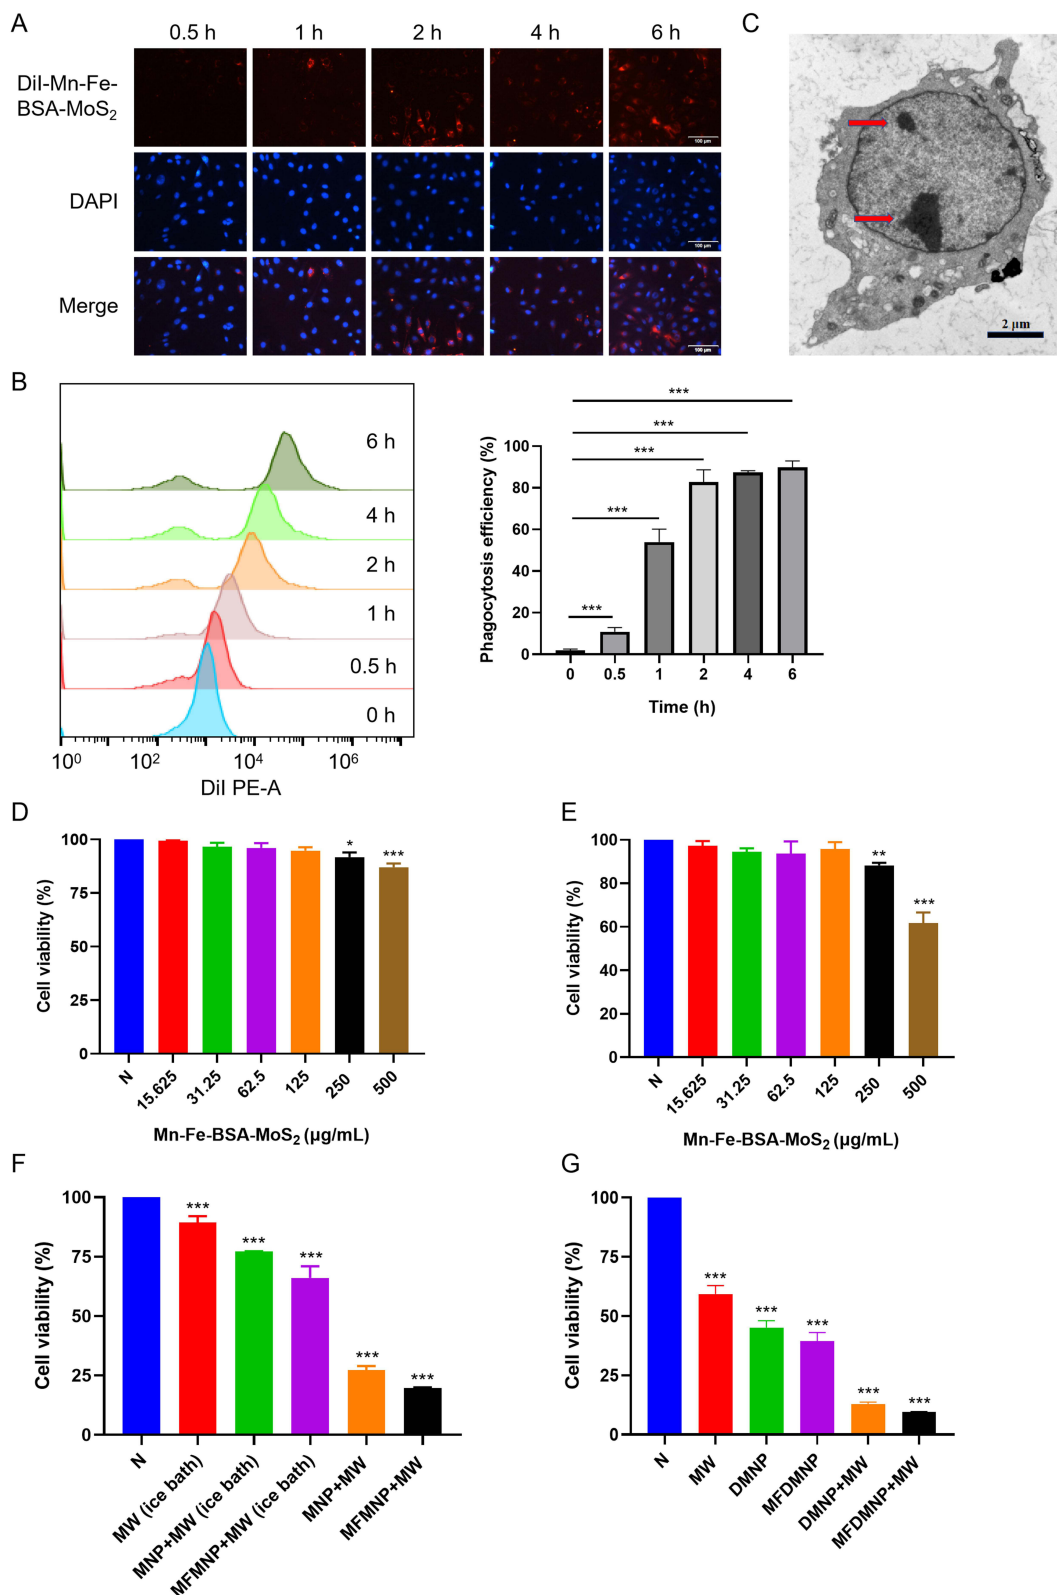 A
0.5 h 1 h 2 h 4 h 6 h
DiI-Mn-Fe-
BSA-MoS₂
100 μm
DAPI
100 μm
Merge
100 μm
C
2 μm
B
6 h
4 h
2 h
1 h
0.5 h
0 h
10⁰ 10² 10⁴ 10⁶
DiI PE-A
Phagocytosis efficiency (%)
100
80
60
40
20
0
***
***
***
***
***
0 0.5 1 2 4 6
Time (h)
D
Cell viability (%)
100
75
50
25
0
* ***
N 15.625 31.25 62.5 125 250 500
Mn-Fe-BSA-MoS₂ (μg/mL)
E
Cell viability (%)
100
80
60
40
20
0
** ***
N 15.625 31.25 62.5 125 250 500
Mn-Fe-BSA-MoS₂ (μg/mL)
F
Cell viability (%)
100
75
50
25
0
*** *** *** *** ***
N MW (ice bath) MNP+MW (ice bath) MFMNP+MW (ice bath) MNP+MW MFMNP+MW
G
Cell viability (%)
100
75
50
25
0
*** *** *** *** ***
N MW DMNP MFDMNP DMNP+MW MFDMNP+MW